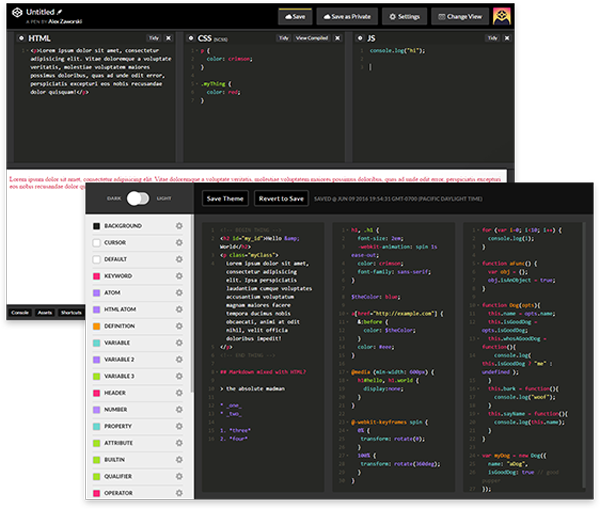 Untitled
A PEN BY Alex Zaworski
Save
Save as Private
Settings
Change View
HTML
Tidy
<p>Lorem ipsum dolor sit amet, consectetur
adipisicing elit. Vitae doloremque a voluptate
veritatis, molestiae voluptatem maiores
possimus doloribus, quas ad unde odit error,
perspiciatis excepturi eos nobis recusandae
dolor quisquam!</p>
CSS (SCSS)
Tidy
View Compiled
p {
color: crimson;
}
.myThing {
color: red;
}
JS
Tidy
console.log("hi");
Lorem ipsum dolor sit amet, consectetur adipisicing elit. Vitae doloremque a voluptate veritatis, molestiae voluptatem maiores possimus doloribus, quas ad unde odit error, perspiciatis excepturi
eos nobis recusandae dolor
Console
Assets
Shortcuts
DARK
LIGHT
Save Theme
Revert to Save
SAVED @ JUN 09 2016 19:54:31 GMT-0700 (PACIFIC DAYLIGHT TIME)
BACKGROUND
CURSOR
DEFAULT
KEYWORD
ATOM
HTML ATOM
DEFINITION
VARIABLE
VARIABLE 2
VARIABLE 3
HEADER
NUMBER
PROPERTY
ATTRIBUTE
BUILTIN
QUALIFIER
OPERATOR
<!-- BEGIN THING -->
<h2 id="my_id">Hello &amp;
World</h2>
<p class="myClass">
Lorem ipsum dolor sit amet,
consectetur adipisicing
elit. Ipsa perspiciatis
laudantium cumque voluptates
accusantium voluptatum
magnam maiores facere
tempora ducimus nobis
obcaecati, animi at odit
nihil, velit officia
doloribus impedit!
</p>
<!-- END THING -->
## Markdown mixed with HTML?
> the absolute madman
* _one_
* _two_
1. *three*
2. *four*
h1, .hi {
font-size: 2em;
-webkit-animation: spin 1s
ease-out;
color: crimson;
font-family: sans-serif;
}
$theColor: blue;
a[href="http://example.com"] {
&:before {
color: $theColor;
}
color: #eee;
}
@media (min-width: 600px) {
h1#hello, h1.world {
display:none;
}
}
@-webkit-keyframes spin {
0% {
transform: rotate(0);
}
100% {
transform: rotate(360deg);
}
}
for (var i=0; i<10; i++) {
console.log(i);
}
function aFunc() {
var obj = {};
obj.isAnObject = true;
}
function Dog(opts){
this.name = opts.name;
this.isGoodDog =
opts.isGoodDog;
this.whosAGoodDog =
function(){
console.log(
this.isGoodDog ? "me" :
undefined );
}
this.bark = function(){
console.log("woof");
}
this.sayName = function(){
console.log(this.name);
}
}
var myDog = new Dog({
name: "aDog",
isGoodDog: true // good
pupper
});